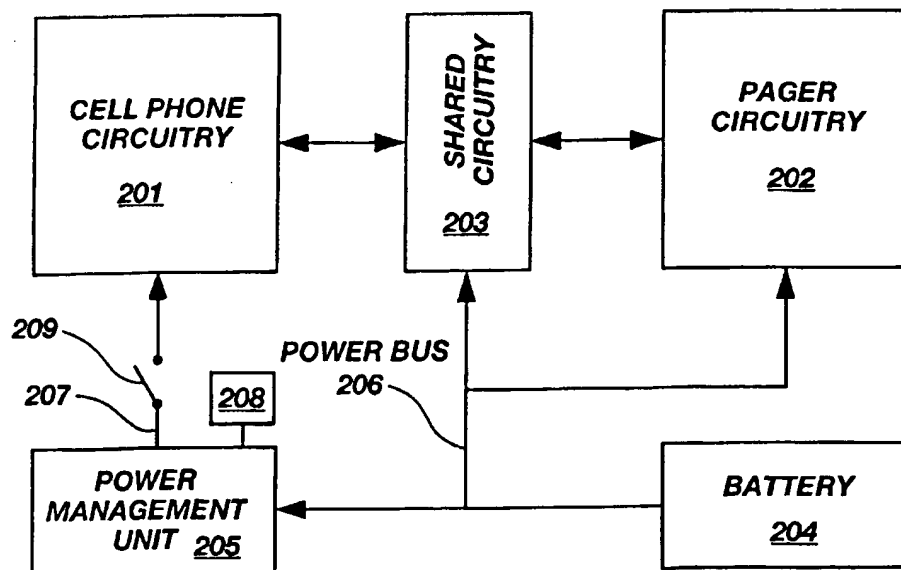 CELL PHONE
CIRCUITRY
201
SHARED
CIRCUITRY
203
PAGER
CIRCUITRY
202
209
207
208
POWER BUS
206
POWER
MANAGEMENT
UNIT 205
BATTERY
204